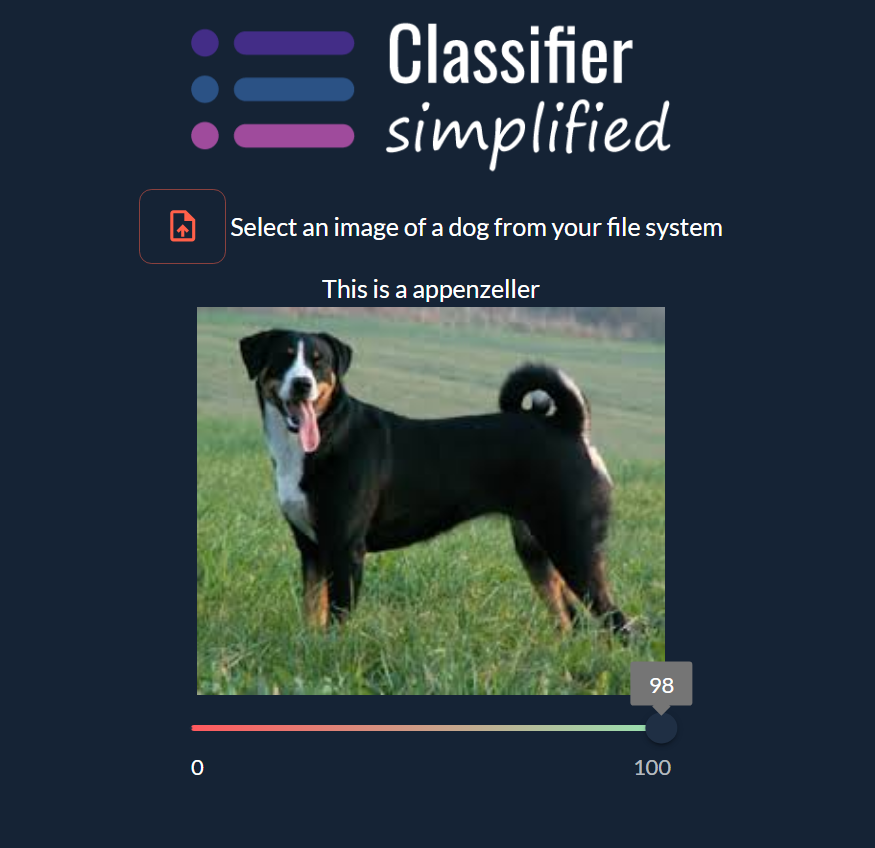 Classifier
simplified
Select an image of a dog from your file system
This is a appenzeller
98
0
100